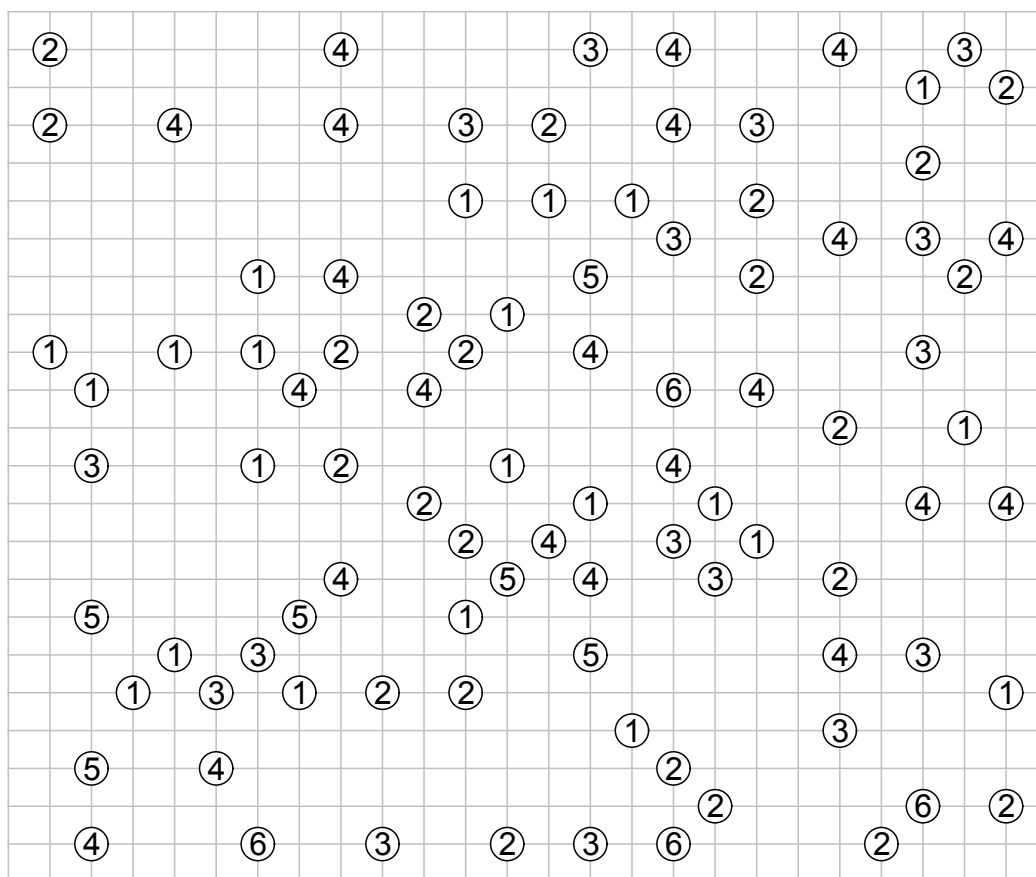 2 4 3 4 4 3
1 2
2 4 4 3 2 4 3
2
1 1 1 2
3 4 3 4
1 4 5 2 2
2 1
1 1 1 2 2 4 3
1 4 4 6 4
2 1
3 1 2 1 4
2 1 1 4 4
2 4 3 1
4 5 4 3 2
5 5 1
1 3 5 4 3
1 3 1 2 2 1
1 3
5 4 2
2 6 2
4 6 3 2 3 6 2